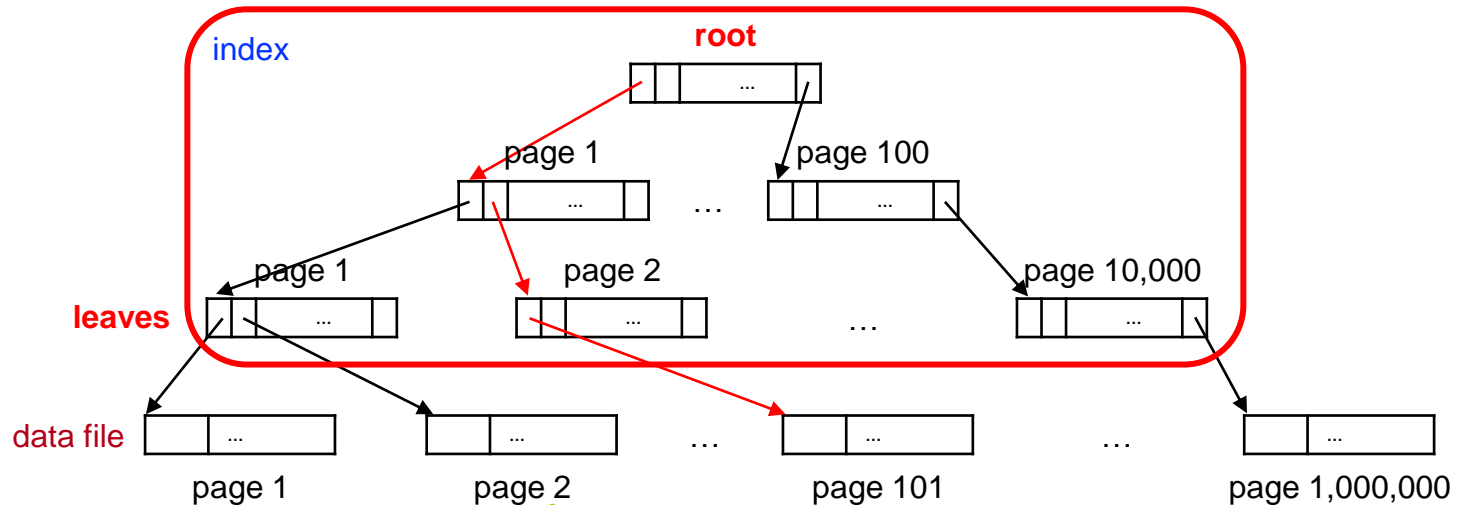 root
index
...
page 1 page 100
... ... ...
page 1 page 2 page 10,000
leaves ... ... ... ...
data file ... ... ... ... ... ...
page 1 page 2 page 101 page 1,000,000